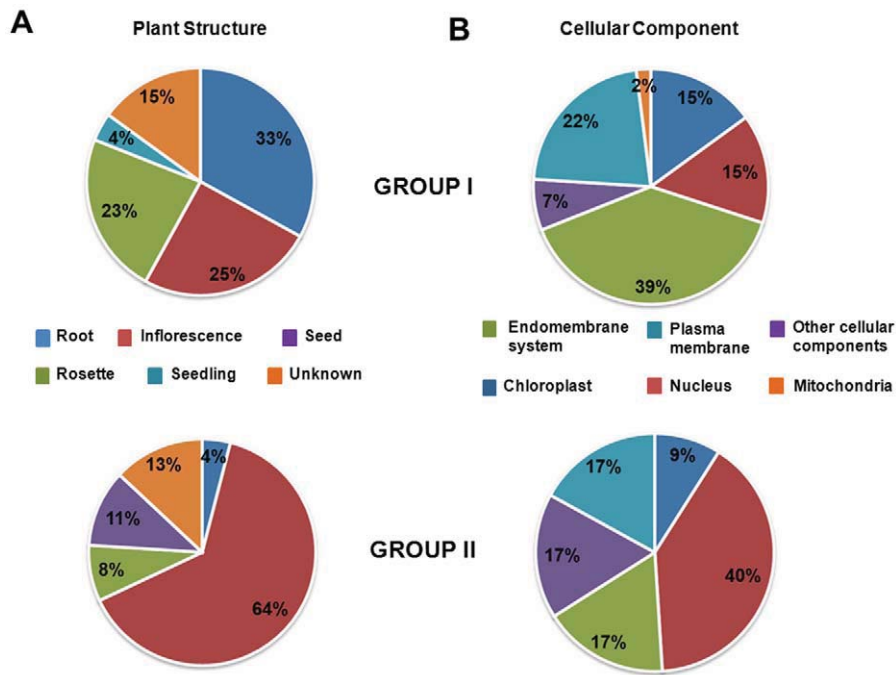 A
Plant Structure
15%
33%
4%
23%
25%
B
Cellular Component
2%
15%
22%
15%
7%
39%
GROUP I
Root
Inflorescence
Seed
Rosette
Seedling
Unknown
Endomembrane
system
Plasma
membrane
Other cellular
components
Chloroplast
Nucleus
Mitochondria
13%
4%
11%
8%
64%
GROUP II
17%
9%
17%
40%
17%